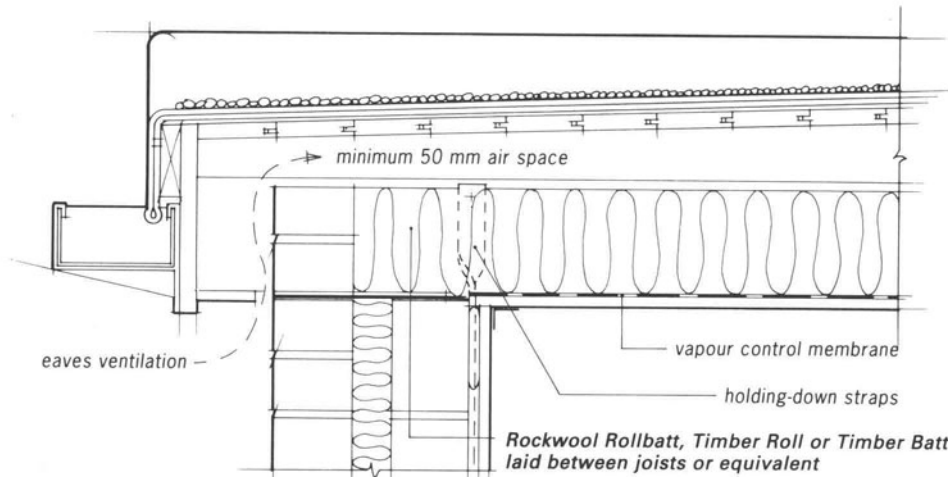 minimum 50 mm air space
eaves ventilation
vapour control membrane
holding-down straps
Rockwool Rollbatt, Timber Roll or Timber Batt
laid between joists or equivalent